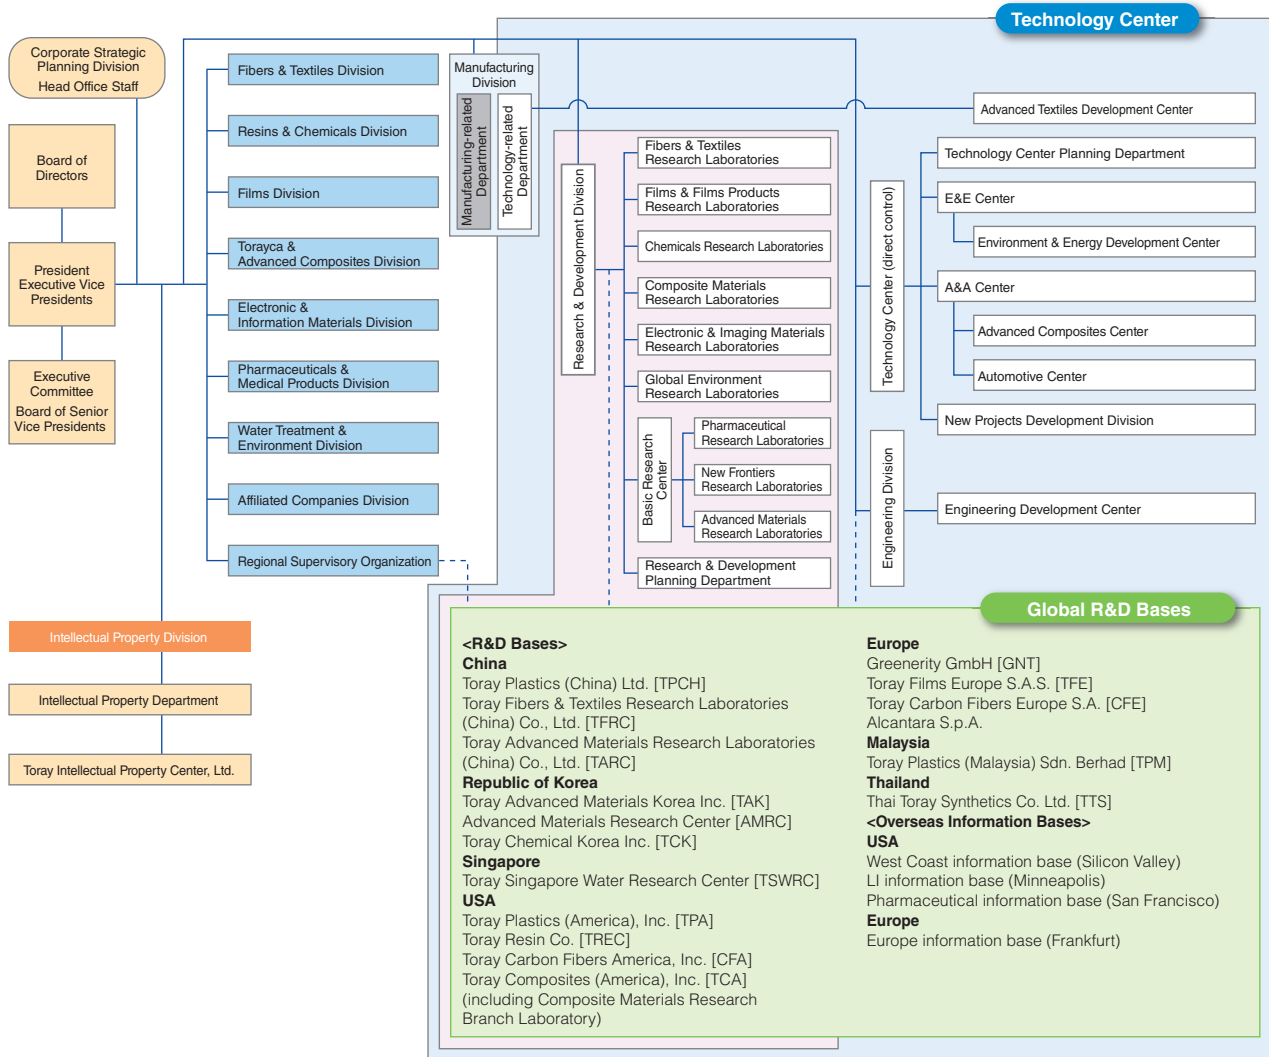 Technology Center
Corporate Strategic
Planning Division
Head Office Staff
Board of
Directors
President
Executive Vice
Presidents
Executive
Committee
Board of Senior
Vice Presidents
Fibers & Textiles Division
Resins & Chemicals Division
Films Division
Torayca &
Advanced Composites Division
Electronic &
Information Materials Division
Pharmaceuticals &
Medical Products Division
Water Treatment &
Environment Division
Affiliated Companies Division
Regional Supervisory Organization
Intellectual Property Division
Intellectual Property Department
Toray Intellectual Property Center, Ltd.
Manufacturing
Division
Manufacturing-related
Department
Technology-related
Department
Research & Development Division
Fibers & Textiles
Research Laboratories
Films & Films Products
Research Laboratories
Chemicals Research Laboratories
Composite Materials
Research Laboratories
Electronic & Imaging Materials
Research Laboratories
Global Environment
Research Laboratories
Basic Research
Center
Pharmaceutical
Research Laboratories
New Frontiers
Research Laboratories
Advanced Materials
Research Laboratories
Research & Development
Planning Department
Technology Center (direct control)
Advanced Textiles Development Center
Technology Center Planning Department
E&E Center
Environment & Energy Development Center
A&A Center
Advanced Composites Center
Automotive Center
New Projects Development Division
Engineering Division
Engineering Development Center
Global R&D Bases
<R&D Bases>
China
Toray Plastics (China) Ltd. [TPCH]
Toray Fibers & Textiles Research Laboratories
(China) Co., Ltd. [TFRC]
Toray Advanced Materials Research Laboratories
(China) Co., Ltd. [TARC]
Republic of Korea
Toray Advanced Materials Korea Inc. [TAK]
Advanced Materials Research Center [AMRC]
Toray Chemical Korea Inc. [TCK]
Singapore
Toray Singapore Water Research Center [TSWRC]
USA
Toray Plastics (America), Inc. [TPA]
Toray Resin Co. [TREC]
Toray Carbon Fibers America, Inc. [CFA]
Toray Composites (America), Inc. [TCA]
(including Composite Materials Research
Branch Laboratory)
Europe
Greenerity GmbH [GNT]
Toray Films Europe S.A.S. [TFE]
Toray Carbon Fibers Europe S.A. [CFE]
Alcantara S.p.A.
Malaysia
Toray Plastics (Malaysia) Sdn. Berhad [TPM]
Thailand
Thai Toray Synthetics Co. Ltd. [TTS]
<Overseas Information Bases>
USA
West Coast information base (Silicon Valley)
LI information base (Minneapolis)
Pharmaceutical information base (San Francisco)
Europe
Europe information base (Frankfurt)